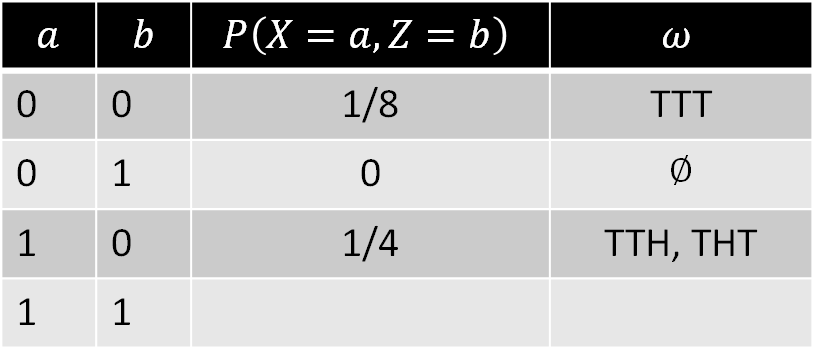 a b P(X = a, Z = b) ω
0 0 1/8 TTT
0 1 0 ∅
1 0 1/4 TTH, THT
1 1